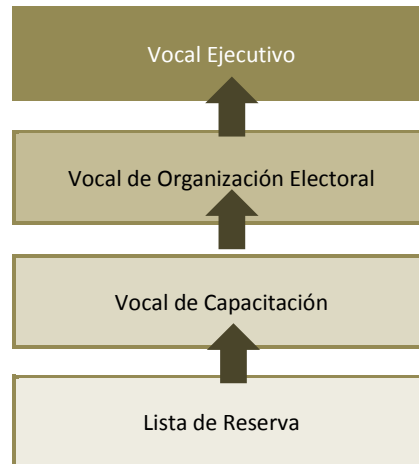 Vocal Ejecutivo
Vocal de Organización Electoral
Vocal de Capacitación
Lista de Reserva